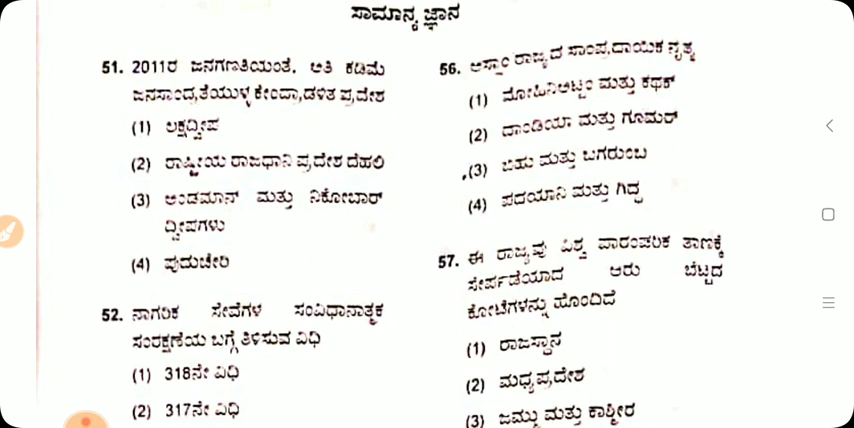 ಸಾಮಾನ್ಯ ಜ್ಞಾನ
51. 2011ರ ಜನಗಣತಿಯಂತೆ, ಅತಿ ಕಡಿಮೆ
ಜನಸಾಂದ್ರತೆಯುಳ್ಳ ಕೇಂದ್ರಾಡಳಿತ ಪ್ರದೇಶ
(1) ಲಕ್ಷದ್ವೀಪ
(2) ರಾಷ್ಟ್ರೀಯ ರಾಜಧಾನಿ ಪ್ರದೇಶ ದೆಹಲಿ
(3) ಅಂಡಮಾನ್ ಮತ್ತು ನಿಕೋಬಾರ್
ದ್ವೀಪಗಳು
(4) ಪುದುಚೇರಿ
52. ನಾಗರಿಕ ಸೇವೆಗಳ ಸಂವಿಧಾನಾತ್ಮಕ
ಸಂರಕ್ಷಣೆಯ ಬಗ್ಗೆ ತಿಳಿಸುವ ವಿಧಿ
(1) 318ನೇ ವಿಧಿ
(2) 317ನೇ ವಿಧಿ
56. ಅಸ್ಸಾಂ ರಾಜ್ಯದ ಸಾಂಪ್ರದಾಯಿಕ ನೃತ್ಯ
(1) ಮೋಹಿನಿಅಟ್ಟಂ ಮತ್ತು ಕಥಕ್
(2) ದಾಂಡಿಯಾ ಮತ್ತು ಗೂಮರ್
(3) ಬಿಹು ಮತ್ತು ಬಗರುಂಬ
(4) ಪದಯಾನಿ ಮತ್ತು ಗಿದ್ಧ
57. ಈ ರಾಜ್ಯವು ವಿಶ್ವ ಪಾರಂಪರಿಕ ತಾಣಕ್ಕೆ
ಸೇರ್ಪಡೆಯಾದ ಆರು ಬೆಟ್ಟದ
ಕೋಟೆಗಳನ್ನು ಹೊಂದಿದೆ
(1) ರಾಜಸ್ಥಾನ
(2) ಮಧ್ಯಪ್ರದೇಶ
(3) ಜಮ್ಮು ಮತ್ತು ಕಾಶ್ಮೀರ